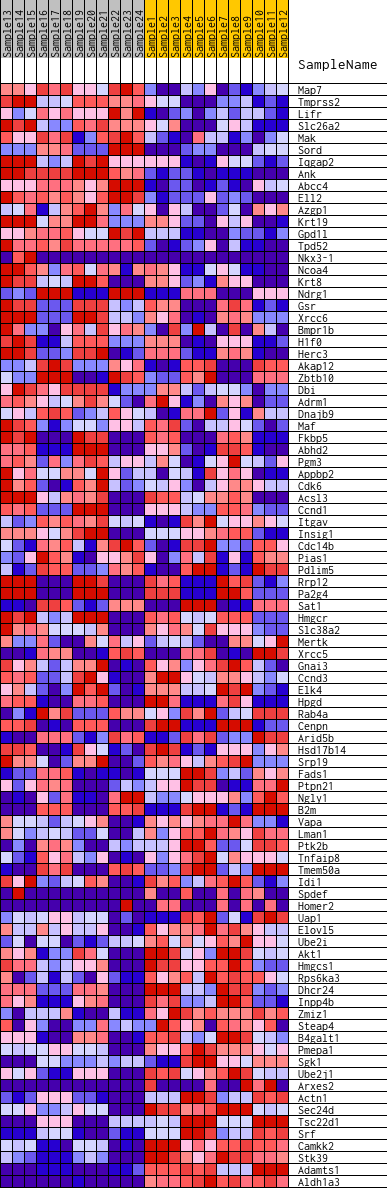 Sample13
Sample14
Sample15
Sample16
Sample17
Sample18
Sample19
Sample20
Sample21
Sample22
Sample23
Sample24
Sample1
Sample2
Sample3
Sample4
Sample5
Sample6
Sample7
Sample8
Sample9
Sample10
Sample11
Sample12
SampleName
Map7
Tmprss2
Lifr
Slc26a2
Mak
Sord
Iqgap2
Ank
Abcc4
Ell2
Azgp1
Krt19
Gpd1l
Tpd52
Nkx3-1
Ncoa4
Krt8
Ndrg1
Gsr
Xrcc6
Bmpr1b
H1f0
Herc3
Akap12
Zbtb10
Dbi
Adrm1
Dnajb9
Maf
Fkbp5
Abhd2
Pgm3
Appbp2
Cdk6
Acsl3
Ccnd1
Itgav
Insig1
Cdc14b
Pias1
Pdlim5
Rrp12
Pa2g4
Sat1
Hmgcr
Slc38a2
Mertk
Xrcc5
Gnai3
Ccnd3
Elk4
Hpgd
Rab4a
Cenpn
Arid5b
Hsd17b14
Srp19
Fads1
Ptpn21
Ngly1
B2m
Vapa
Lman1
Ptk2b
Tnfaip8
Tmem50a
Idi1
Spdef
Homer2
Uap1
Elovl5
Ube2i
Akt1
Hmgcs1
Rps6ka3
Dhcr24
Inpp4b
Zmiz1
Steap4
B4galt1
Pmepa1
Sgk1
Ube2j1
Arxes2
Actn1
Sec24d
Tsc22d1
Srf
Camkk2
Stk39
Adamts1
Aldh1a3